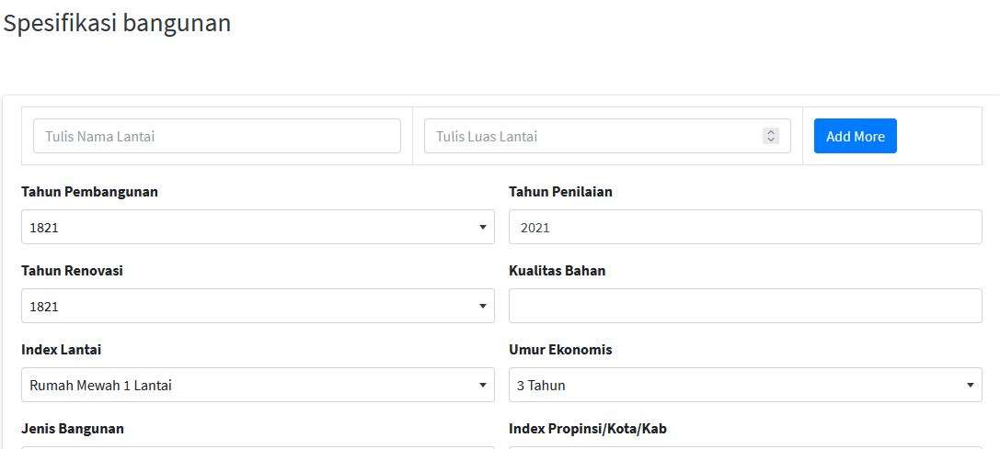 Spesifikasi bangunan
Tulis Nama Lantai Tulis Luas Lantai Add More
Tahun Pembangunan Tahun Penilaian
1821 2021
Tahun Renovasi Kualitas Bahan
1821
Index Lantai Umur Ekonomis
Rumah Mewah 1 Lantai 3 Tahun
Jenis Bangunan Index Propinsi/Kota/Kab